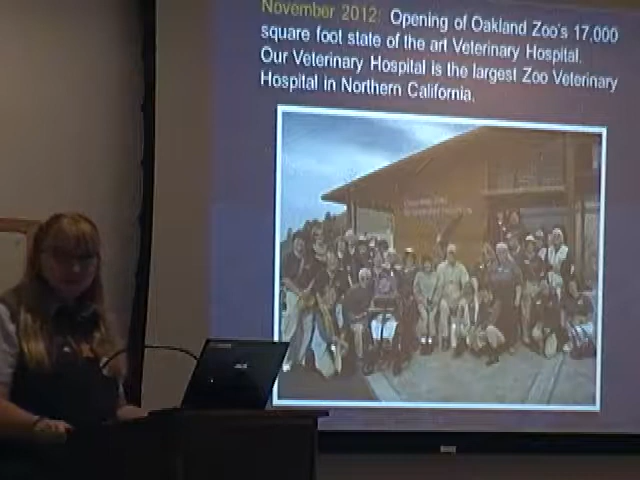 November 2012: Opening of Oakland Zoo's 17,000
square foot state of the art Veterinary Hospital.
Our Veterinary Hospital is the largest Zoo Veterinary
Hospital in Northern California.